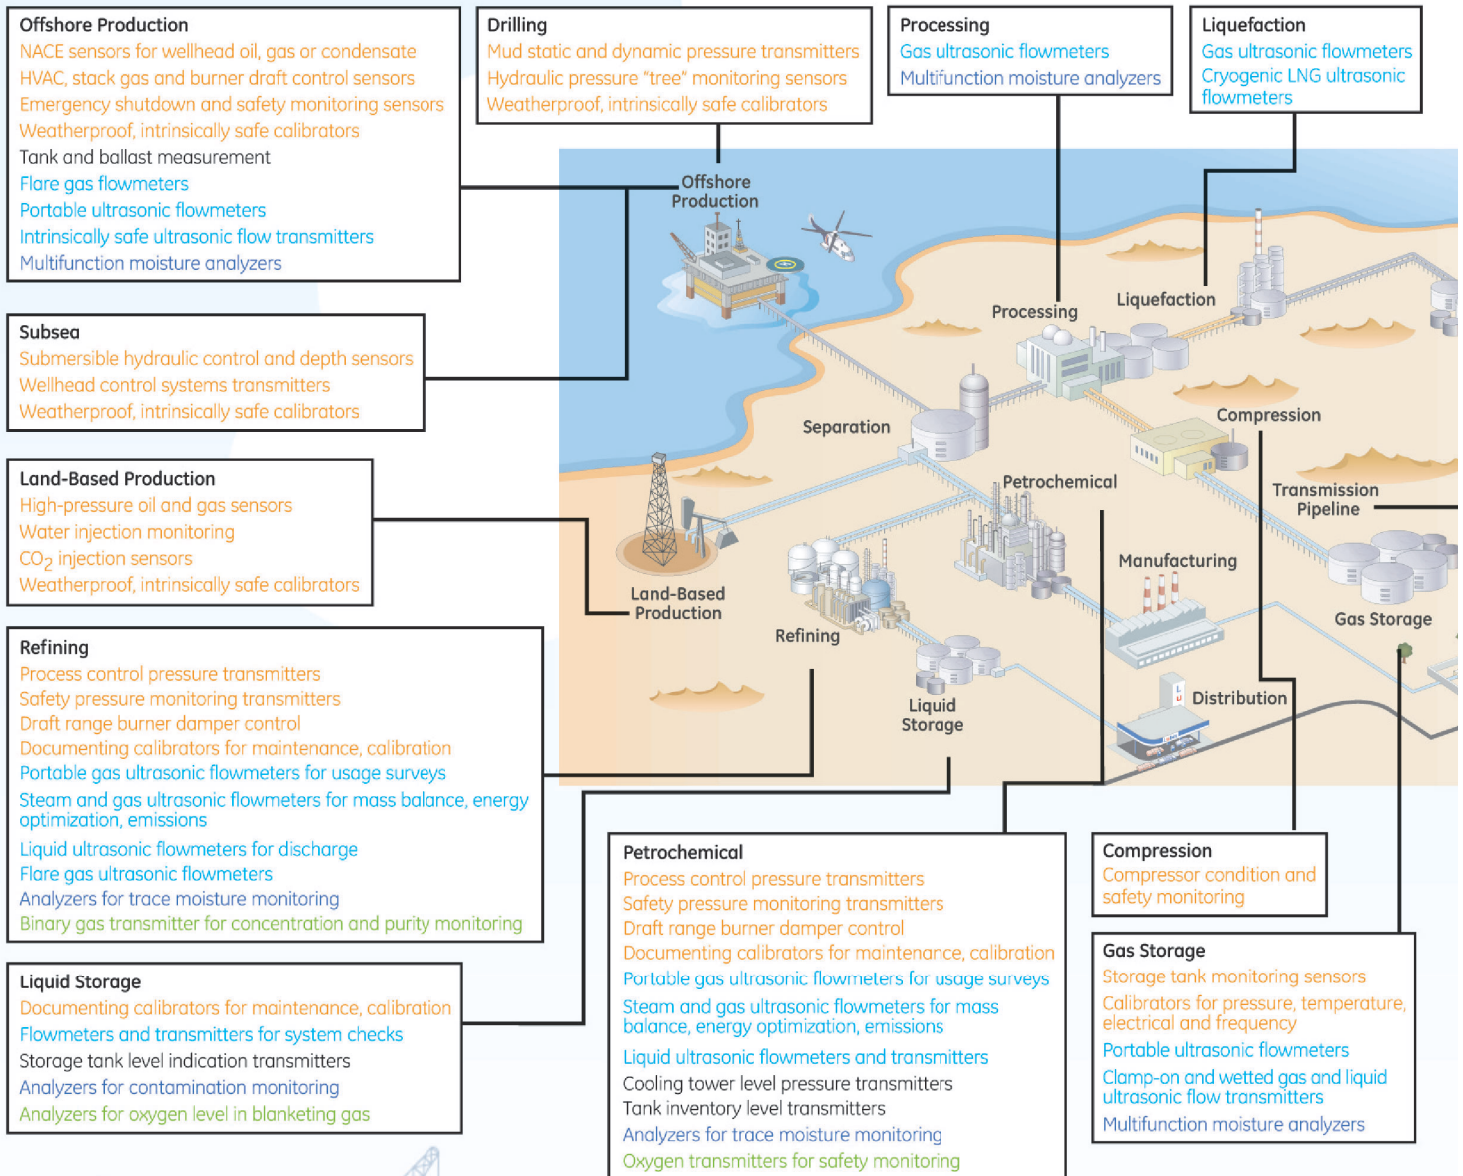 Offshore Production
NACE sensors for wellhead oil, gas or condensate
HVAC, stack gas and burner draft control sensors
Emergency shutdown and safety monitoring sensors
Weatherproof, intrinsically safe calibrators
Tank and ballast measurement
Flare gas flowmeters
Portable ultrasonic flowmeters
Intrinsically safe ultrasonic flow transmitters
Multifunction moisture analyzers
Drilling
Mud static and dynamic pressure transmitters
Hydraulic pressure “tree” monitoring sensors
Weatherproof, intrinsically safe calibrators
Processing
Gas ultrasonic flowmeters
Multifunction moisture analyzers
Liquefaction
Gas ultrasonic flowmeters
Cryogenic LNG ultrasonic
flowmeters
Subsea
Submersible hydraulic control and depth sensors
Wellhead control systems transmitters
Weatherproof, intrinsically safe calibrators
Land-Based Production
High-pressure oil and gas sensors
Water injection monitoring
CO2 injection sensors
Weatherproof, intrinsically safe calibrators
Offshore
Production
Processing
Liquefaction
Separation
Compression
Petrochemical
Transmission
Pipeline
Manufacturing
Land-Based
Production
Refining
Gas Storage
Liquid
Storage
Distribution
Refining
Process control pressure transmitters
Safety pressure monitoring transmitters
Draft range burner damper control
Documenting calibrators for maintenance, calibration
Portable gas ultrasonic flowmeters for usage surveys
Steam and gas ultrasonic flowmeters for mass balance, energy
optimization, emissions
Liquid ultrasonic flowmeters for discharge
Flare gas ultrasonic flowmeters
Analyzers for trace moisture monitoring
Binary gas transmitter for concentration and purity monitoring
Liquid Storage
Documenting calibrators for maintenance, calibration
Flowmeters and transmitters for system checks
Storage tank level indication transmitters
Analyzers for contamination monitoring
Analyzers for oxygen level in blanketing gas
Petrochemical
Process control pressure transmitters
Safety pressure monitoring transmitters
Draft range burner damper control
Documenting calibrators for maintenance, calibration
Portable gas ultrasonic flowmeters for usage surveys
Steam and gas ultrasonic flowmeters for mass
balance, energy optimization, emissions
Liquid ultrasonic flowmeters and transmitters
Cooling tower level pressure transmitters
Tank inventory level transmitters
Analyzers for trace moisture monitoring
Oxygen transmitters for safety monitoring
Compression
Compressor condition and
safety monitoring
Gas Storage
Storage tank monitoring sensors
Calibrators for pressure, temperature,
electrical and frequency
Portable ultrasonic flowmeters
Clamp-on and wetted gas and liquid
ultrasonic flow transmitters
Multifunction moisture analyzers